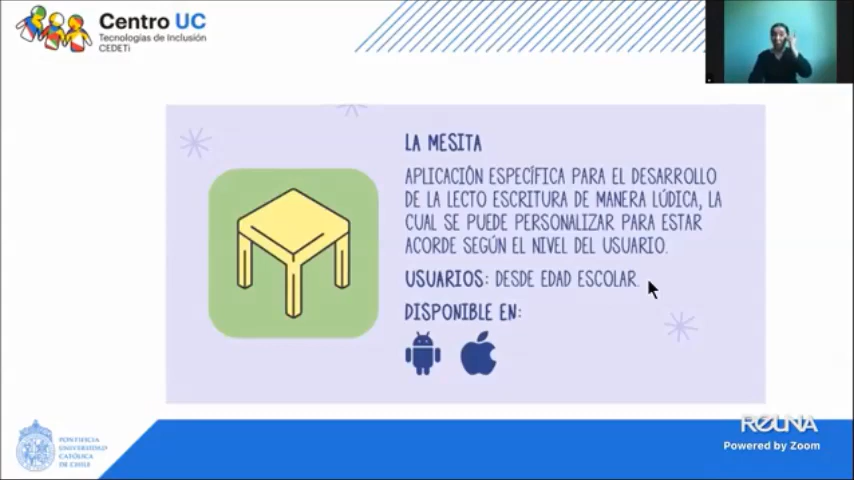 Centro UC
Tecnologías de Inclusión
CEDETi
LA MESITA
APLICACIÓN ESPECÍFICA PARA EL DESARROLLO
DE LA LECTO ESCRITURA DE MANERA LÚDICA, LA
CUAL SE PUEDE PERSONALIZAR PARA ESTAR
ACORDE SEGÚN EL NIVEL DEL USUARIO.
USUARIOS: DESDE EDAD ESCOLAR.
DISPONIBLE EN:
REUNA
Powered by Zoom
PONTIFICIA
UNIVERSIDAD
CATÓLICA
DE CHILE